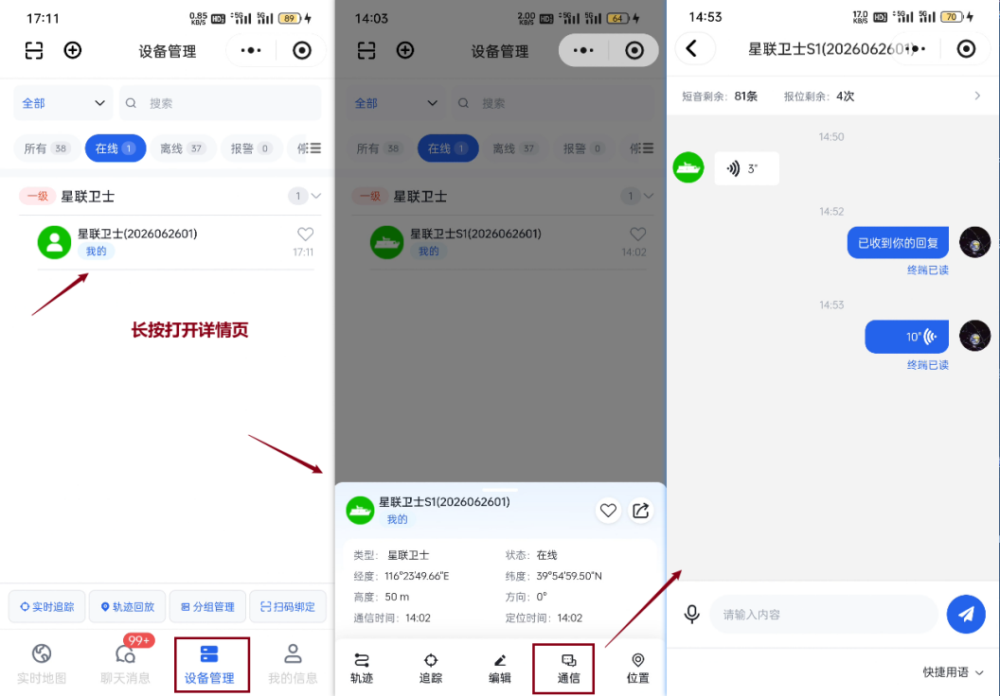 17:11
0.85 KB/S HD 5G 5G 89
设备管理
全部
搜索
所有 38
在线 1
离线 37
报警 0
停
一级 星联卫士
1
星联卫士(2026062601)
我的
17:11
长按打开详情页
实时追踪
轨迹回放
分组管理
扫码绑定
99+
实时地图
聊天消息
设备管理
我的信息
14:03
2.00 KB/S HD 5G 5G 64
设备管理
全部
搜索
所有 38
在线 1
离线 37
报警 0
停
一级 星联卫士
1
星联卫士S1(2026062601)
我的
14:02
星联卫士S1(2026062601)
我的
类型: 星联卫士
状态: 在线
经度: 116°23'49.66"E
纬度: 39°54'59.50"N
高度: 50 m
方向: 0°
通信时间: 14:02
定位时间: 14:02
轨迹
追踪
编辑
通信
位置
14:53
17.0 KB/S HD 5G 5G 70
星联卫士S1(2026062601)
短音剩余: 81条
报位剩余: 4次
14:50
3"
14:52
已收到你的回复
终端已读
14:53
10"
终端已读
请输入内容
快捷用语